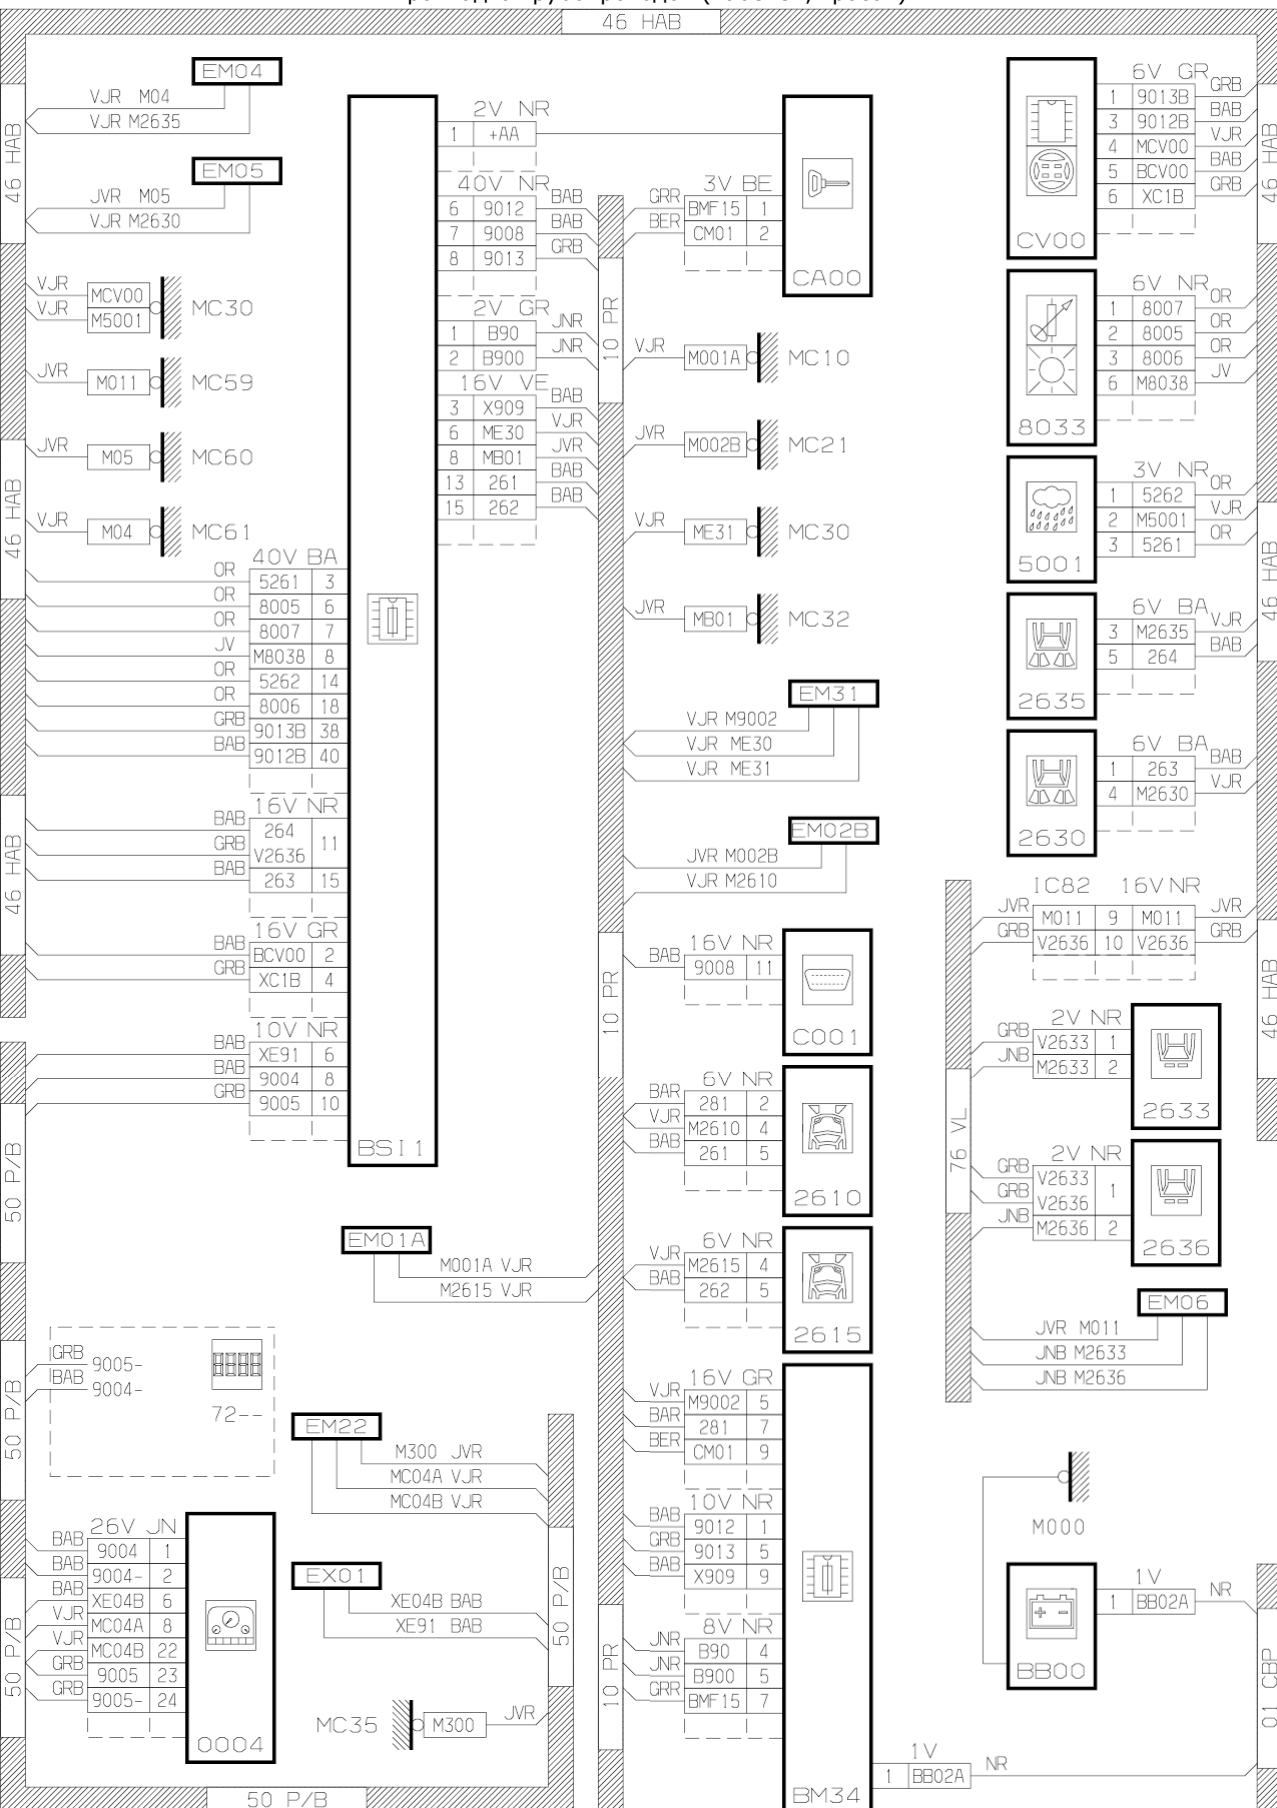 46 HAB
EM04
VJR M04
VJR M2635
46 HAB
EM05
JVR M05
VJR M2630
VJR MCV00
VJR M5001
MC30
JVR M011 MC59
JVR M05 MC60
46 HAB
VJR M04 MC61
40V BA
OR 5261 3
OR 8005 6
OR 8007 7
JV M8038 8
OR 5262 14
OR 8006 18
GRB 9013B 38
BAB 9012B 40
46 HAB
16V NR
BAB 264
GRB V2636 11
BAB 263 15
16V GR
BAB BCV00 2
GRB XC1B 4
10V NR
BAB XE91 6
BAB 9004 8
GRB 9005 10
BSI1
50 P/B
2V NR
1 +AA
40V NR
6 9012 BAB
7 9008 BAB
8 9013 GRB
2V GR
1 B90 JNR
2 B900 JNR
16V VE
3 X909 BAB
6 ME30 VJR
8 MB01 JVR
13 261 BAB
15 262 BAB
10 PR
3V BE
GRR BMF15 1
BER CM01 2
CA00
VJR M001A MC10
JVR M002B MC21
VJR ME31 MC30
JVR MB01 MC32
EM31
VJR M9002
VJR ME30
VJR ME31
EM02B
JVR M002B
VJR M2610
10 PR
16V NR
BAB 9008 11
C001
6V NR
BAR 281 2
VJR M2610 4
BAB 261 5
2610
6V NR
VJR M2615 4
BAB 262 5
2615
EM01A
M001A VJR
M2615 VJR
16V GR
VJR M9002 5
BAR 281 7
BER CM01 9
10V NR
BAB 9012 1
GRB 9013 5
BAB X909 9
10 PR
8V NR
JNR B90 4
JNR B900 5
GRR BMF15 7
BM34
1V
1 BB02A NR
6V GR
1 9013B GRB
3 9012B BAB
4 MCV00 VJR
5 BCV00 BAB
6 XC1B GRB
CV00
46 HAB
6V NR
1 8007 OR
2 8005 OR
3 8006 OR
6 M8038 JV
8033
3V NR
1 5262 OR
2 M5001 VJR
3 5261 OR
5001
46 HAB
6V BA
3 M2635 VJR
5 264 BAB
2635
6V BA
1 263 BAB
4 M2630 VJR
2630
IC82 16V NR
JVR M011 9 M011 JVR
GRB V2636 10 V2636 GRB
46 HAB
2V NR
GRB V2633 1
JNB M2633 2
2633
76 VL
2V NR
GRB V2633
GRB V2636 1
JNB M2636 2
2636
EM06
JVR M011
JNB M2633
JNB M2636
M000
1V
1 BB02A NR
BB00
01 CBP
GRB 9005-
BAB 9004-
72--
50 P/B
EM22
M300 JVR
MC04A VJR
MC04B VJR
26V JN
BAB 9004 1
BAB 9004- 2
BAB XE04B 6
VJR MC04A 8
VJR MC04B 22
GRB 9005 23
GRB 9005- 24
0004
50 P/B
EX01
XE04B BAB
XE91 BAB
50 P/B
MC35 M300 JVR
50 P/B